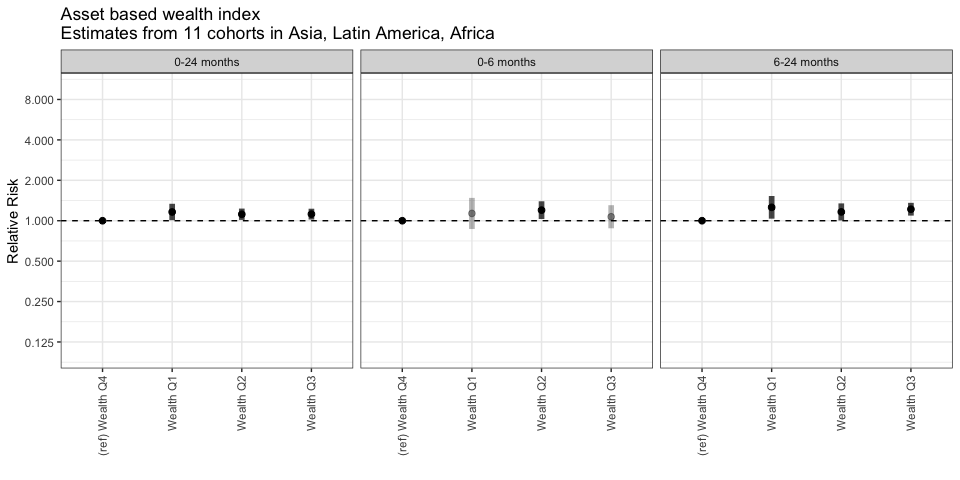 Asset based wealth index
Estimates from 11 cohorts in Asia, Latin America, Africa
0-24 months
0-6 months
6-24 months
Relative Risk
8.000
4.000
2.000
1.000
0.500
0.250
0.125
(ref) Wealth Q4
Wealth Q1
Wealth Q2
Wealth Q3
(ref) Wealth Q4
Wealth Q1
Wealth Q2
Wealth Q3
(ref) Wealth Q4
Wealth Q1
Wealth Q2
Wealth Q3